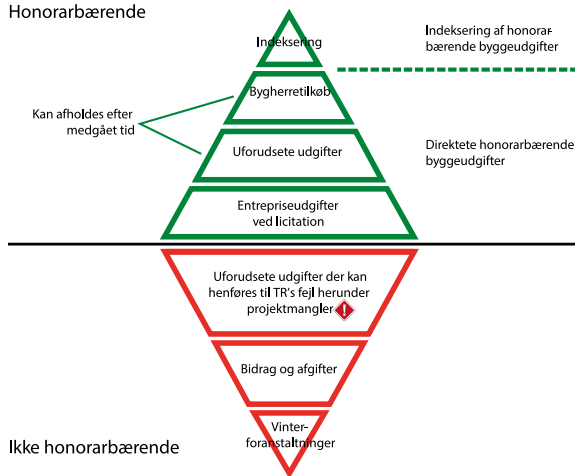 Honorarbærende
Indeksering
Indeksering af honorar-
bærende byggeudgifter
Bygherretilkøb
Kan afholdes efter
medgået tid
Uforudsete udgifter
Direktete honorarbærende
byggeudgifter
Entrepriseudgifter
ved licitation
Uforudsete udgifter der kan
henføres til TR's fejl herunder
projektmangler
!
Bidrag og afgifter
Vinter-
foranstaltninger
Ikke honorarbærende